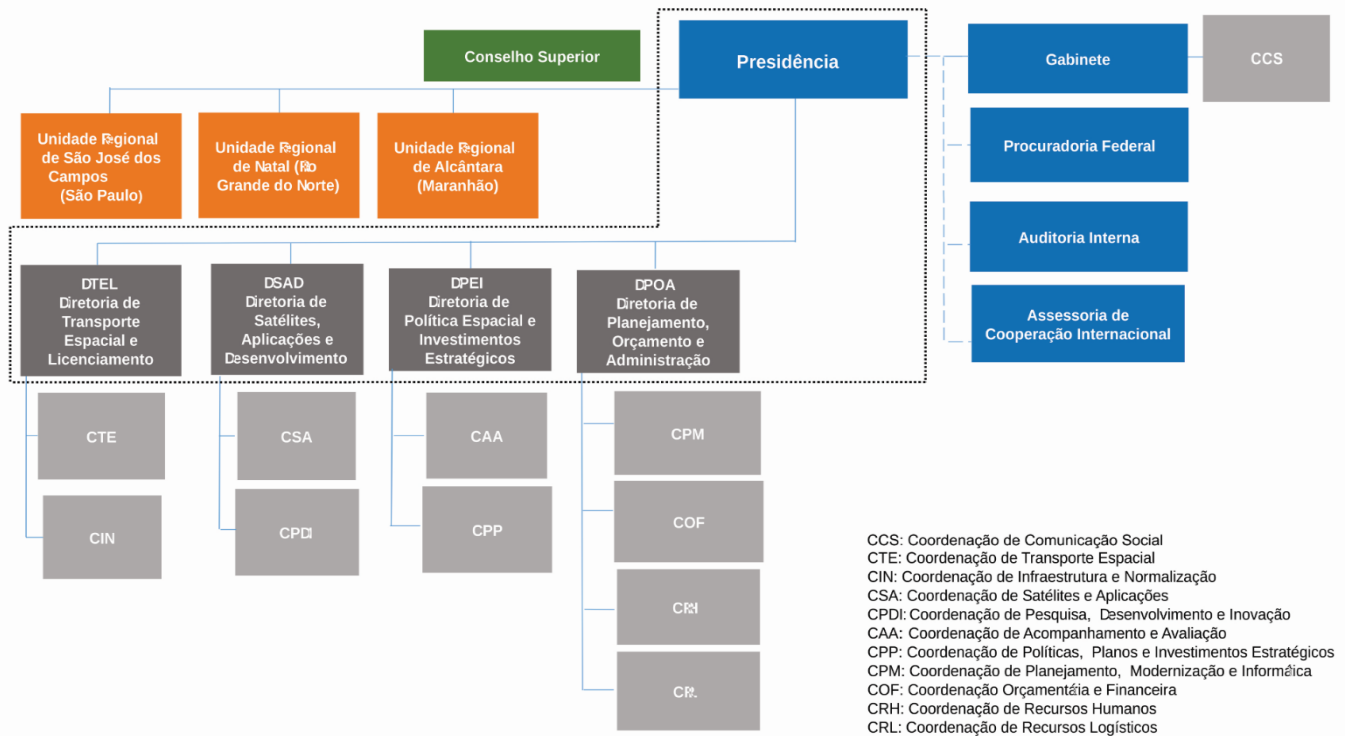 Conselho Superior
Presidência
Gabinete
CCS
Unidade Regional
de São José dos
Campos
(São Paulo)
Unidade Regional
de Natal (Rio
Grande do Norte)
Unidade Regional
de Alcântara
(Maranhão)
Procuradoria Federal
Auditoria Interna
Assessoria de
Cooperação Internacional
DTEL
Diretoria de
Transporte
Espacial e
Licenciamento
DSAD
Diretoria de
Satélites,
Aplicações e
Desenvolvimento
DPEI
Diretoria de
Política Espacial e
Investimentos
Estratégicos
DPOA
Diretoria de
Planejamento,
Orçamento e
Administração
CTE
CSA
CAA
CPM
CIN
CPDI
CPP
COF
CRH
CRL
CCS: Coordenação de Comunicação Social
CTE: Coordenação de Transporte Espacial
CIN: Coordenação de Infraestrutura e Normalização
CSA: Coordenação de Satélites e Aplicações
CPDI: Coordenação de Pesquisa, Desenvolvimento e Inovação
CAA: Coordenação de Acompanhamento e Avaliação
CPP: Coordenação de Políticas, Planos e Investimentos Estratégicos
CPM: Coordenação de Planejamento, Modernização e Informática
COF: Coordenação Orçamentária e Financeira
CRH: Coordenação de Recursos Humanos
CRL: Coordenação de Recursos Logísticos